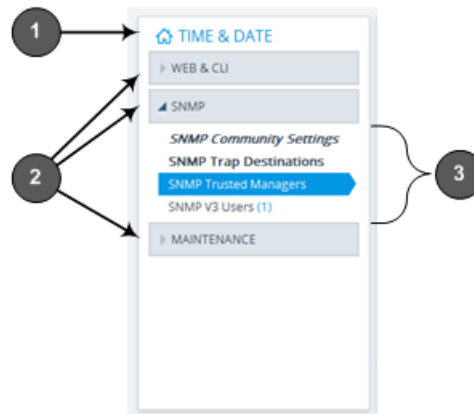 1
TIME & DATE
WEB & CLI
SNMP
SNMP Community Settings
SNMP Trap Destinations
2
SNMP Trusted Managers
3
SNMP V3 Users (1)
MAINTENANCE